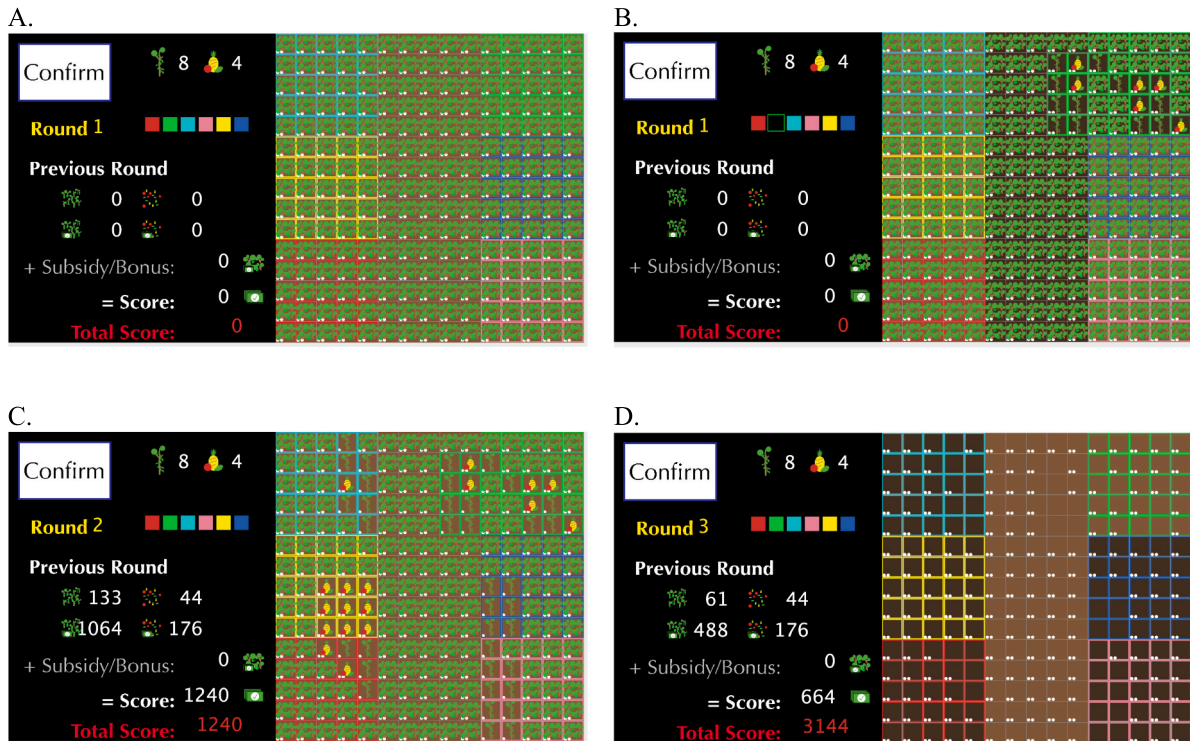 A.
Confirm
8 4
Round 1
Previous Round
0 0
0 0
+ Subsidy/Bonus: 0
= Score: 0
Total Score: 0
B.
Confirm
8 4
Round 1
Previous Round
0 0
0 0
+ Subsidy/Bonus: 0
= Score: 0
Total Score: 0
C.
Confirm
8 4
Round 2
Previous Round
133 44
1064 176
+ Subsidy/Bonus: 0
= Score: 1240
Total Score: 1240
D.
Confirm
8 4
Round 3
Previous Round
61 44
488 176
+ Subsidy/Bonus: 0
= Score: 664
Total Score: 3144